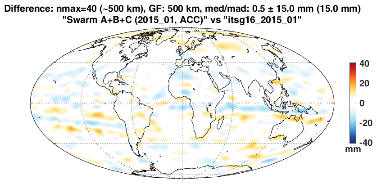 Difference: nmax=40 (~500 km), GF: 500 km, med/mad: 0.5 ± 15.0 mm (15.0 mm)
"Swarm A+B+C (2015_01, ACC)" vs "itsg16_2015_01"
40
20
0
-20
-40
mm